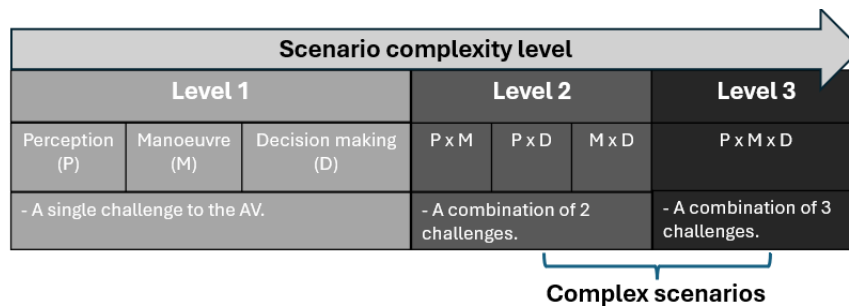 Scenario complexity level
Level 1
Level 2
Level 3
Perception
(P)
Manoeuvre
(M)
Decision making
(D)
P x M
P x D
M x D
P x M x D
- A single challenge to the AV.
- A combination of 2
challenges.
- A combination of 3
challenges.
Complex scenarios